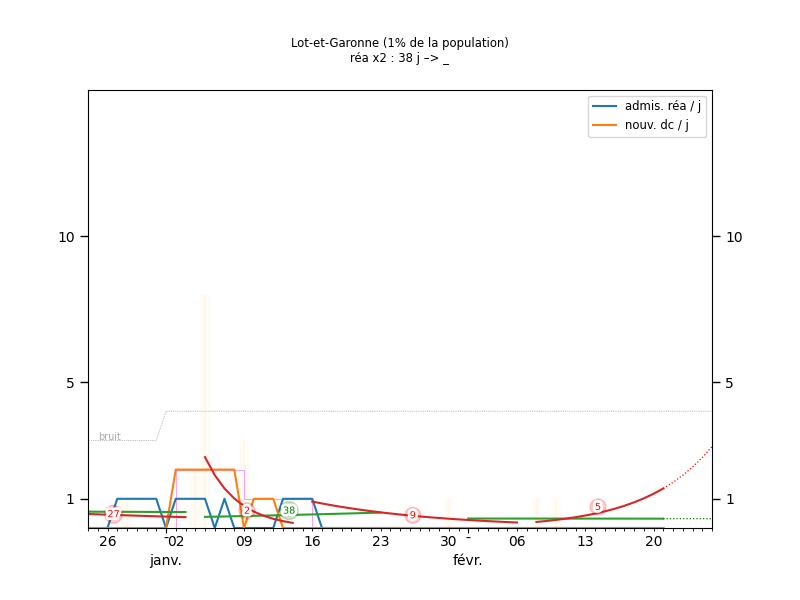 Lot-et-Garonne (1% de la population)
réa x2 : 38 j –> _
admis. réa / j
nouv. dc / j
10
10
5
5
bruit
1
1
27
2
38
9
5
26
02
09
16
23
30
06
13
20
janv.
févr.